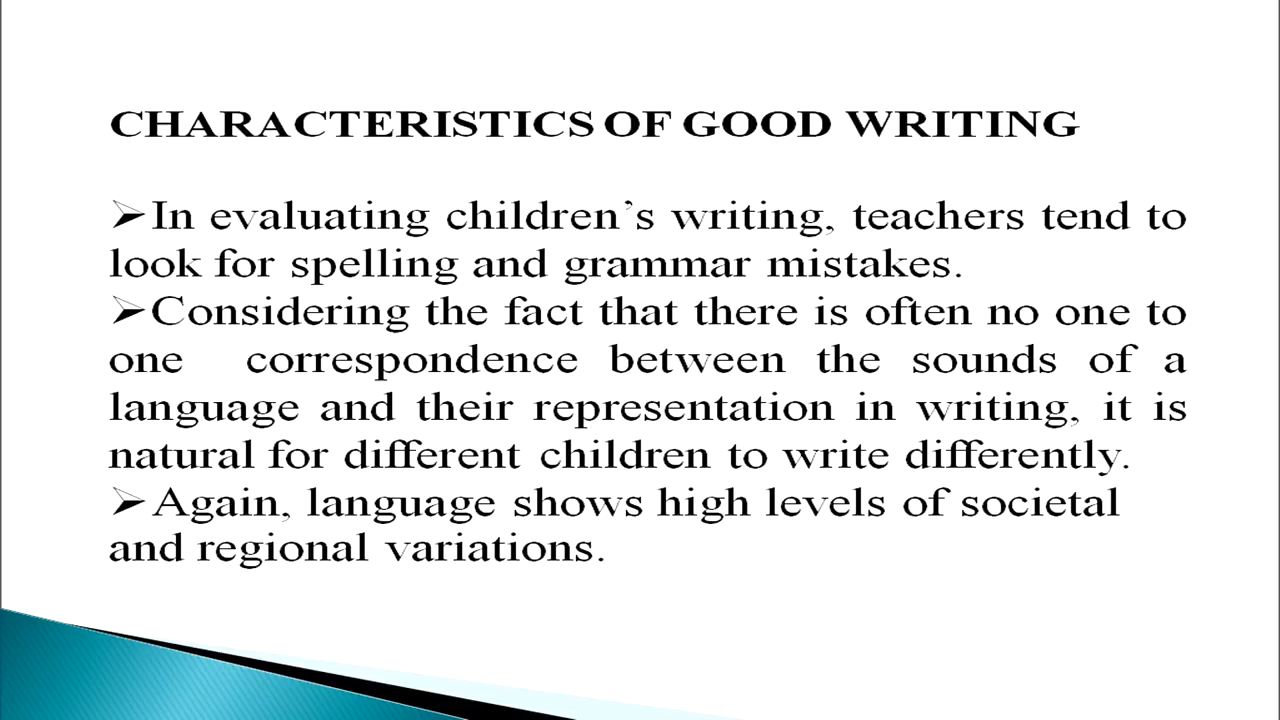 CHARACTERISTICS OF GOOD WRITING
➢In evaluating children’s writing, teachers tend to
look for spelling and grammar mistakes.
➢Considering the fact that there is often no one to
one correspondence between the sounds of a
language and their representation in writing, it is
natural for different children to write differently.
➢Again, language shows high levels of societal
and regional variations.